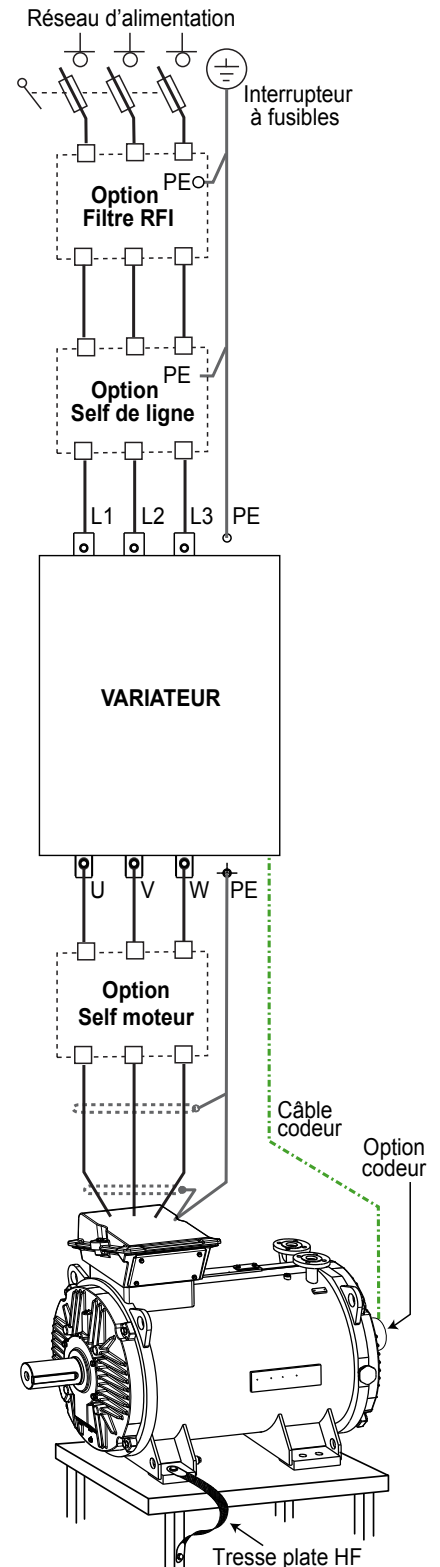 Réseau d'alimentation
Interrupteur
à fusibles
PE
Option
Filtre RFI
PE
Option
Self de ligne
L1 L2 L3 PE
VARIATEUR
U V W PE
Option
Self moteur
Câble
codeur
Option
codeur
Tresse plate HF